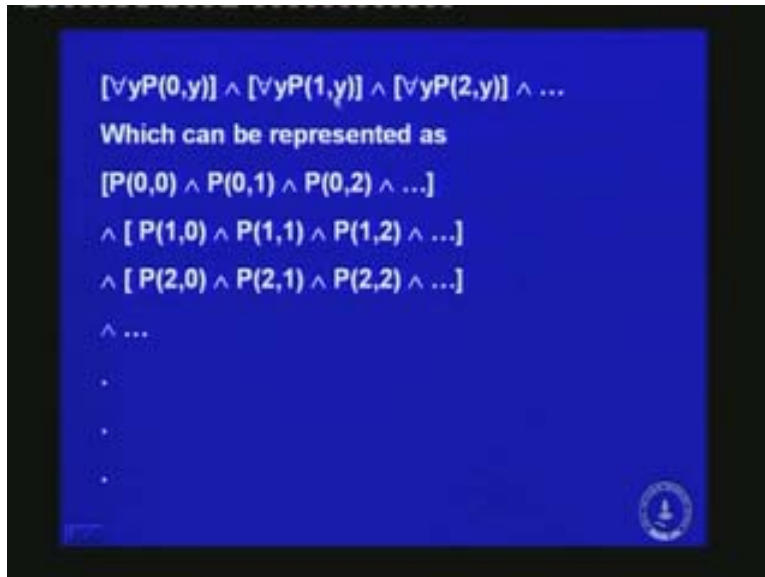 [∀yP(0,y)] ∧ [∀yP(1,y)] ∧ [∀yP(2,y)] ∧ ...
Which can be represented as
[P(0,0) ∧ P(0,1) ∧ P(0,2) ∧ ...]
∧ [ P(1,0) ∧ P(1,1) ∧ P(1,2) ∧ ...]
∧ [ P(2,0) ∧ P(2,1) ∧ P(2,2) ∧ ...]
∧ ...
.
.
.